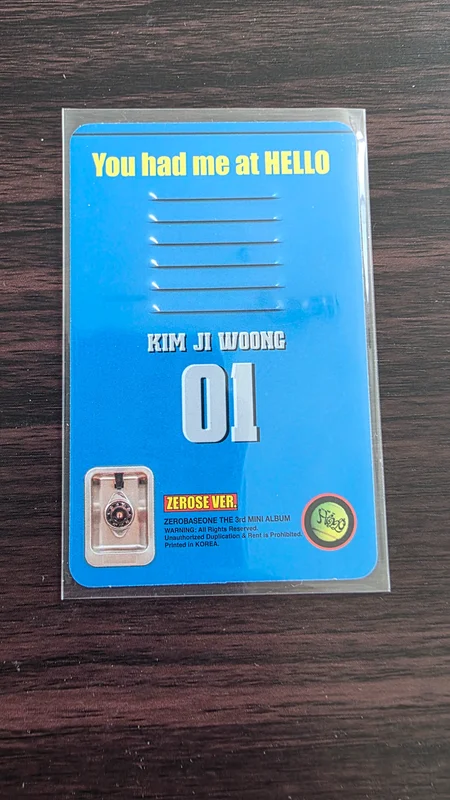 You had me at HELLO
KIM JI WOONG
01
ZEROSE VER.
ZEROBASEONE THE 3rd MINI ALBUM
WARNING: All Rights Reserved.
Unauthorized Duplication & Rent is Prohibited.
Printed in KOREA.